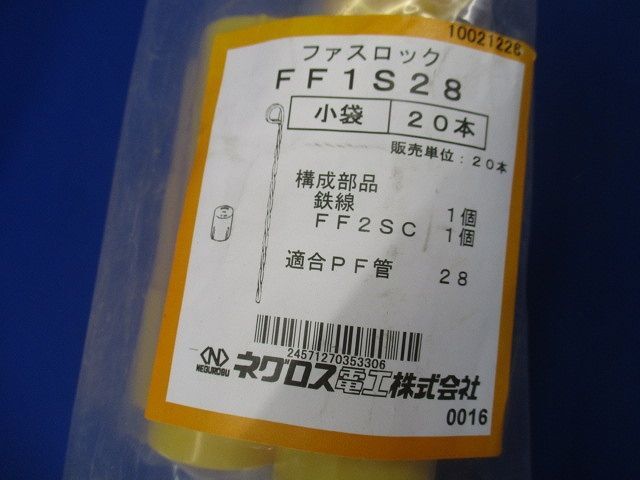 10021228
ファスロック
FF1S28
小袋 20本
販売単位：20本
構成部品
鉄線 1個
FF2SC 1個
適合PF管 28
24571270353306
NEGUROSU ネグロス電工株式会社
0016